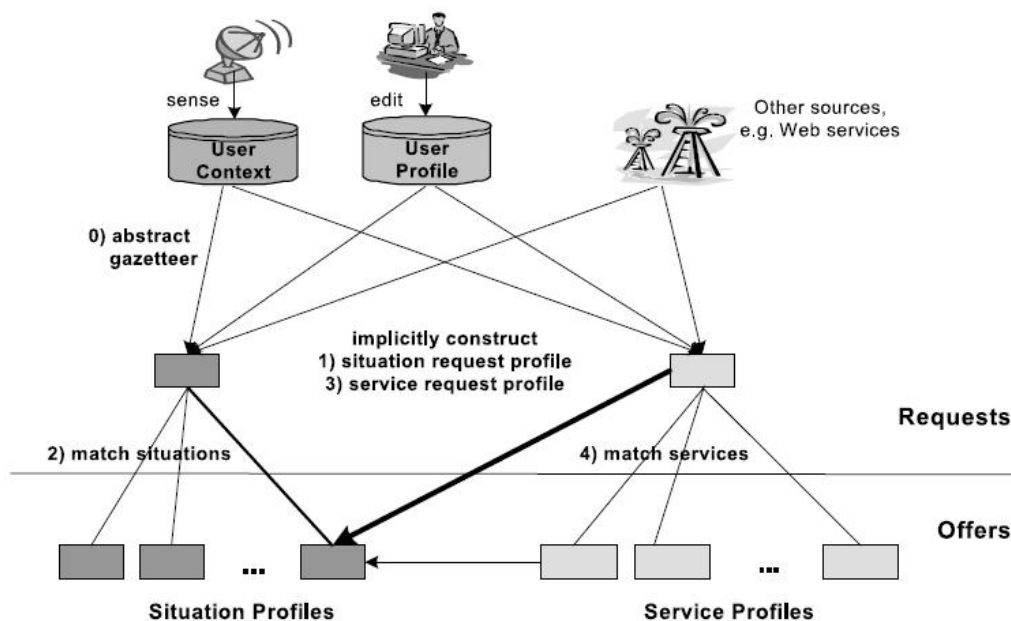 sense
edit
Other sources,
e.g. Web services
User
Context
User
Profile
0) abstract
gazetteer
implicitly construct
1) situation request profile
3) service request profile
Requests
2) match situations
4) match services
Offers
...
...
Situation Profiles
Service Profiles